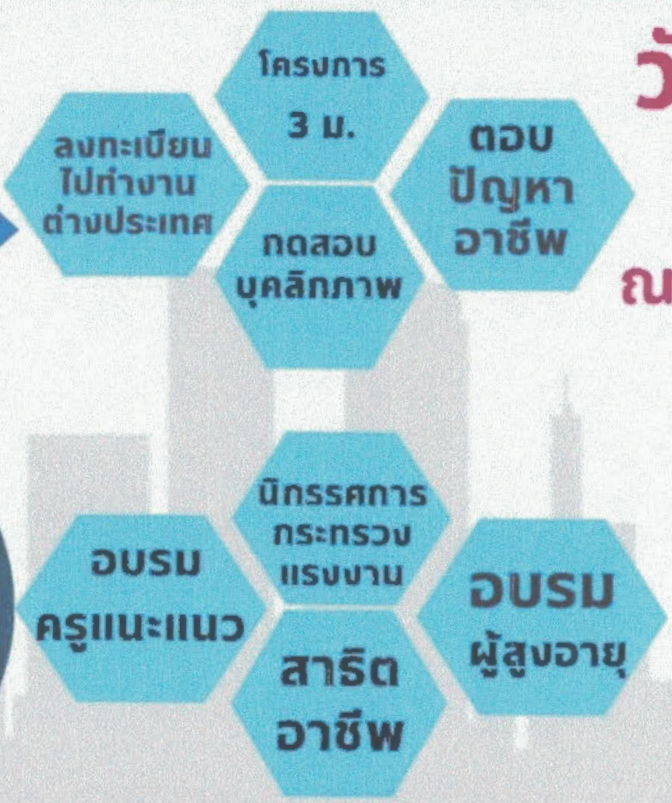 โครงการ
3 ม.
ลงทะเบียน
ไปทำงาน
ต่างประเทศ
ตอบ
ปัญหา
อาชีพ
ทดสอบ
บุคลิกภาพ
วั
ณ
นิทรรศการ
กระทรวง
แรงงาน
อบรม
ครูแนะแนว
อบรม
ผู้สูงอายุ
สาธิต
อาชีพ